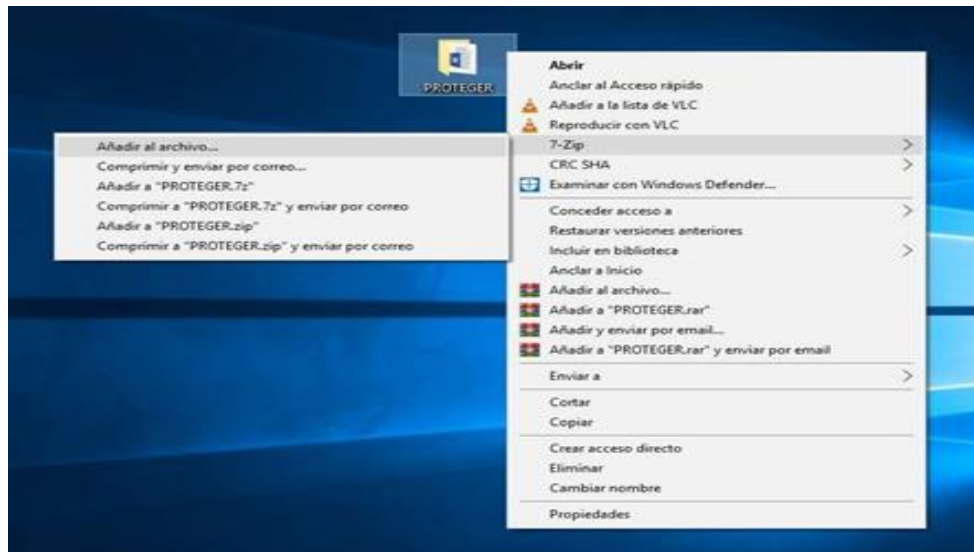 PROTEGER
Abrir
Anclar al Acceso rápido
Añadir a la lista de VLC
Reproducir con VLC
7-Zip
CRC SHA
Examinar con Windows Defender...
Conceder acceso a
Restaurar versiones anteriores
Incluir en biblioteca
Anclar a Inicio
Añadir al archivo...
Añadir a "PROTEGER.rar"
Añadir y enviar por email...
Añadir a "PROTEGER.rar" y enviar por email
Enviar a
Cortar
Copiar
Crear acceso directo
Eliminar
Cambiar nombre
Propiedades
Añadir al archivo...
Comprimir y enviar por correo...
Añadir a "PROTEGER.7z"
Comprimir a "PROTEGER.7z" y enviar por correo
Añadir a "PROTEGER.zip"
Comprimir a "PROTEGER.zip" y enviar por correo